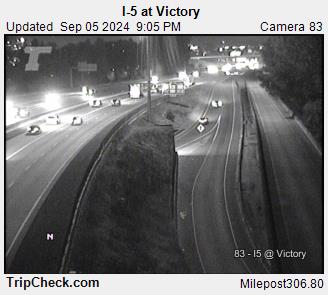 I-5 at Victory
Updated Sep 05 2024 9:05 PM Camera 83
T
N
83 - I5 @ Victory
TripCheck.com Milepost306.80